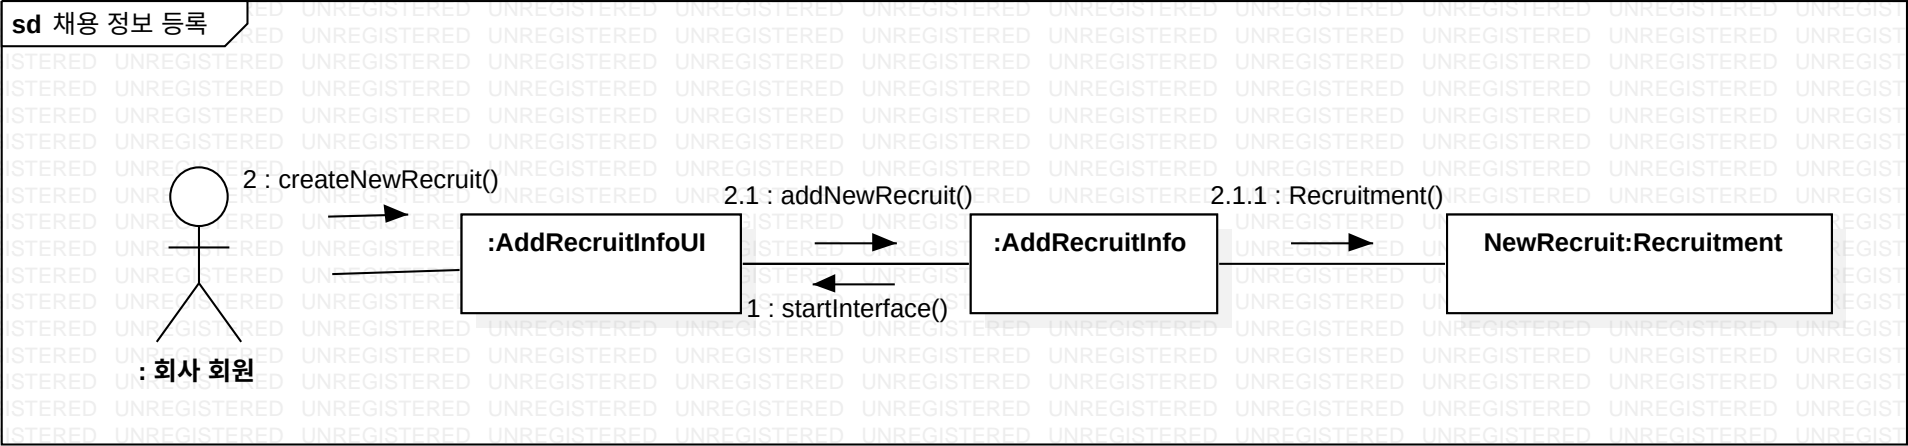 sd 채용 정보 등록
2 : createNewRecruit()
2.1 : addNewRecruit()
2.1.1 : Recruitment()
:AddRecruitInfoUI
:AddRecruitInfo
NewRecruit:Recruitment
1 : startInterface()
: 회사 회원
UNREGISTERED